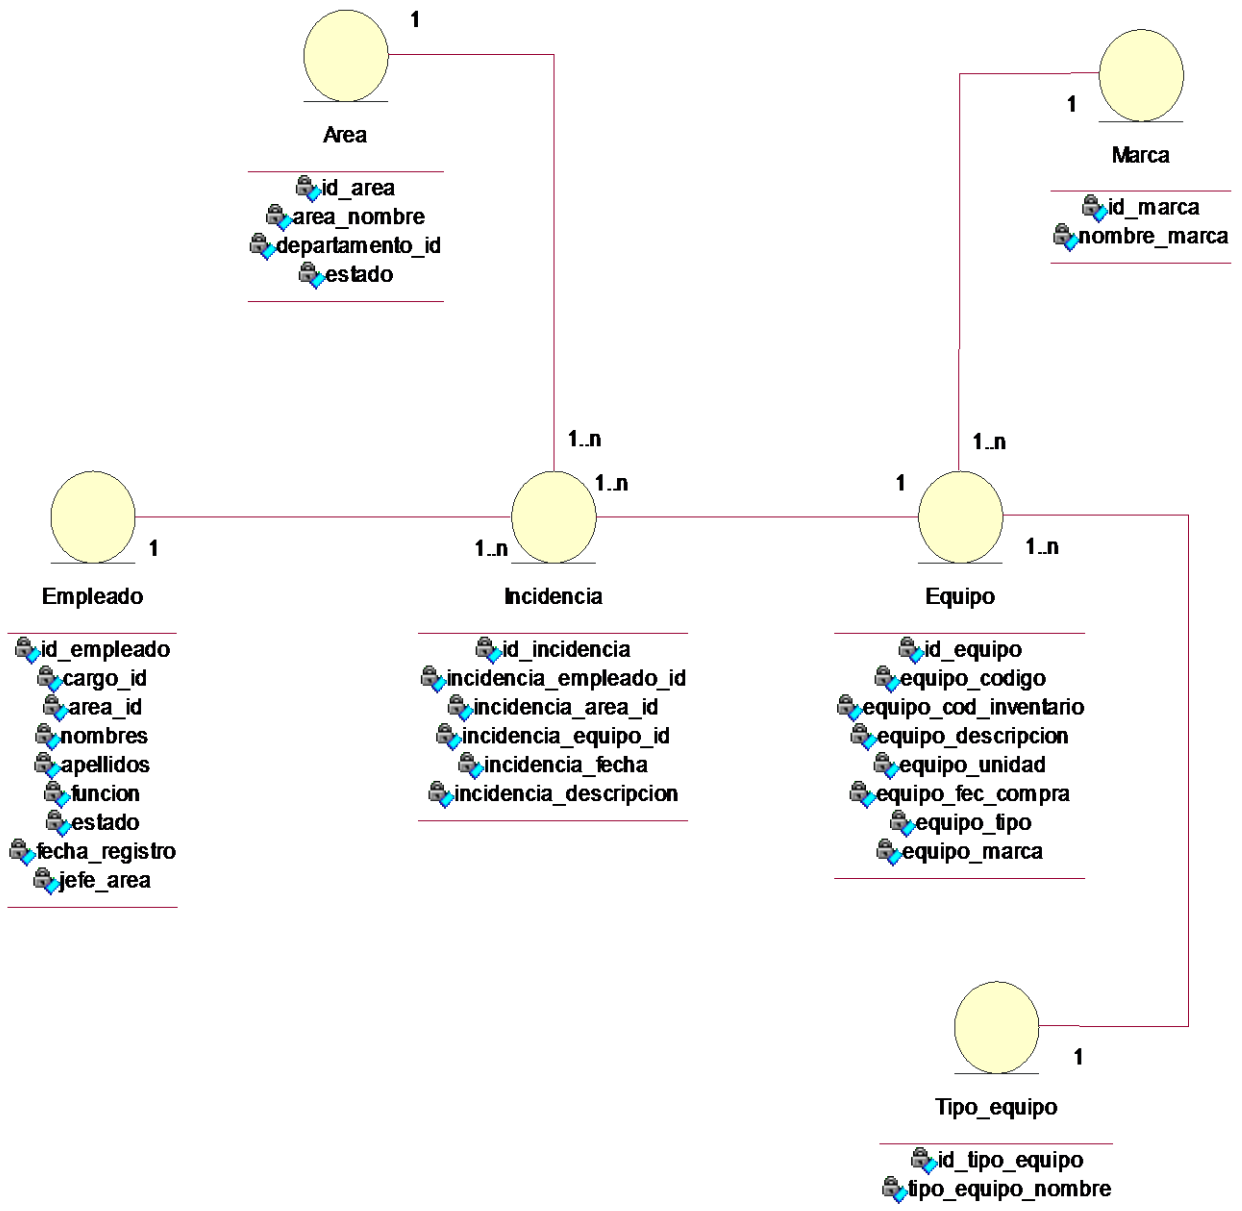 1
Area
id_area
area_nombre
departamento_id
estado
1
Marca
id_marca
nombre_marca
1..n
1..n
1..n
1
1
1..n
1..n
Empleado
id_empleado
cargo_id
area_id
nombres
apellidos
funcion
estado
fecha_registro
jefe_area
Incidencia
id_incidencia
incidencia_empleado_id
incidencia_area_id
incidencia_equipo_id
incidencia_fecha
incidencia_descripcion
Equipo
id_equipo
equipo_codigo
equipo_cod_inventario
equipo_descripcion
equipo_unidad
equipo_fec_compra
equipo_tipo
equipo_marca
1
Tipo_equipo
id_tipo_equipo
tipo_equipo_nombre